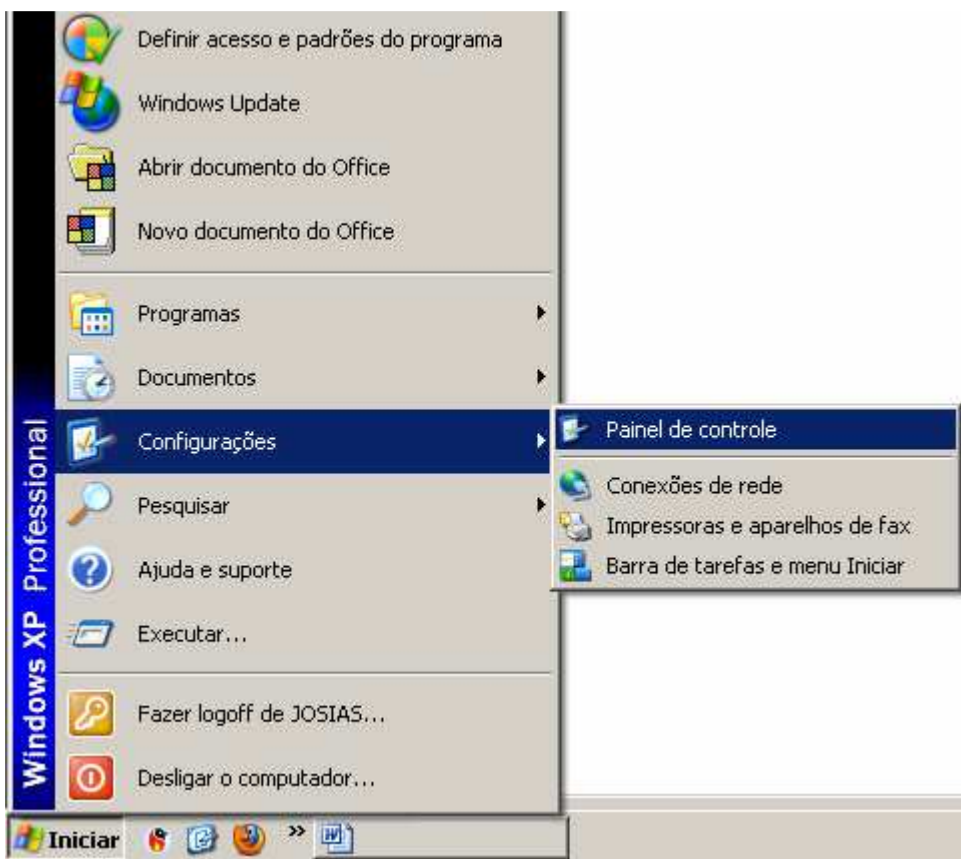 Definir acesso e padrões do programa
Windows Update
Abrir documento do Office
Novo documento do Office
Programas
Documentos
Configurações
Painel de controle
Conexões de rede
Impressoras e aparelhos de fax
Barra de tarefas e menu Iniciar
Pesquisar
Ajuda e suporte
Executar...
Fazer logoff de JOSIAS...
Desligar o computador...
Windows XP Professional
Iniciar